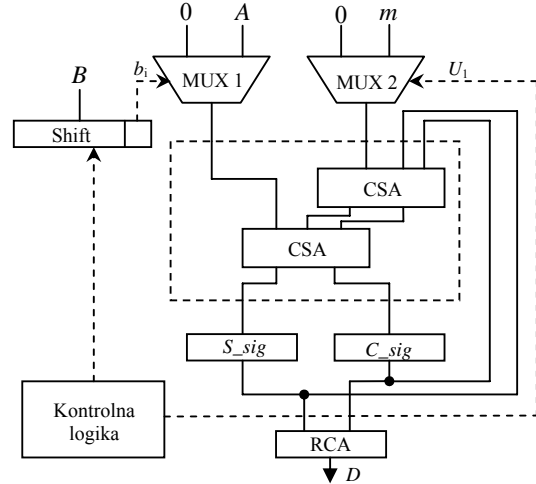 0 A 0 m
B b_i MUX 1 MUX 2 U_1
Shift
CSA
CSA
S_sig C_sig
Kontrolna
logika
RCA
D